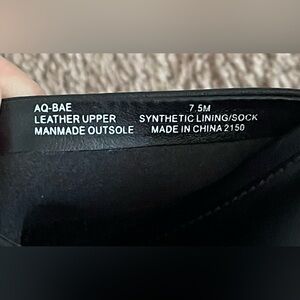 AQ-BAE 7.5M
LEATHER UPPER SYNTHETIC LINING/SOCK
MANMADE OUTSOLE MADE IN CHINA 2150